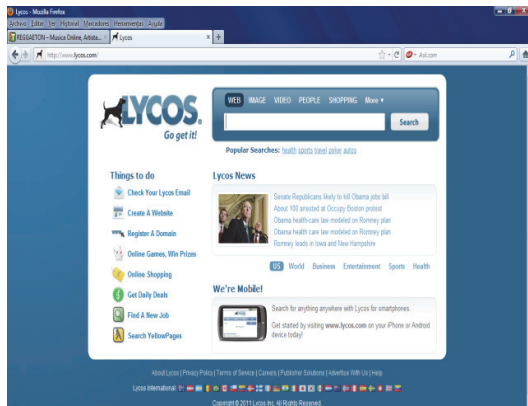 Lycos - Mozilla Firefox
Archivo Editar Ver Historial Marcadores Herramientas Ayuda
REGGAETON – Musica Online, Artista... × Lycos ×
http://www.lycos.com/ Ask.com
LYCOS.
Go get it!
WEB IMAGE VIDEO PEOPLE SHOPPING More ▾
Search
Popular Searches: health sports travel poker autos
Things to do
Check Your Lycos Email
Create A Website
Register A Domain
Online Games, Win Prizes
Online Shopping
Get Daily Deals
Find A New Job
Search YellowPages
Lycos News
Senate Republicans likely to kill Obama jobs bill
About 100 arrested at Occupy Boston protest
Obama health-care law modeled on Romney plan
Obama health care law modeled on Romney plan
Romney leads in Iowa and New Hampshire
US World Business Entertainment Sports Health
We're Mobile!
Search for anything anywhere with Lycos for smartphones.
Get started by visiting www.lycos.com on your iPhone or Android
device today!
About Lycos | Privacy Policy | Terms of Service | Careers | Publisher Solutions | Advertise With Us | Help
Lycos International:
Copyright © 2011 Lycos Inc. All Rights Reserved.